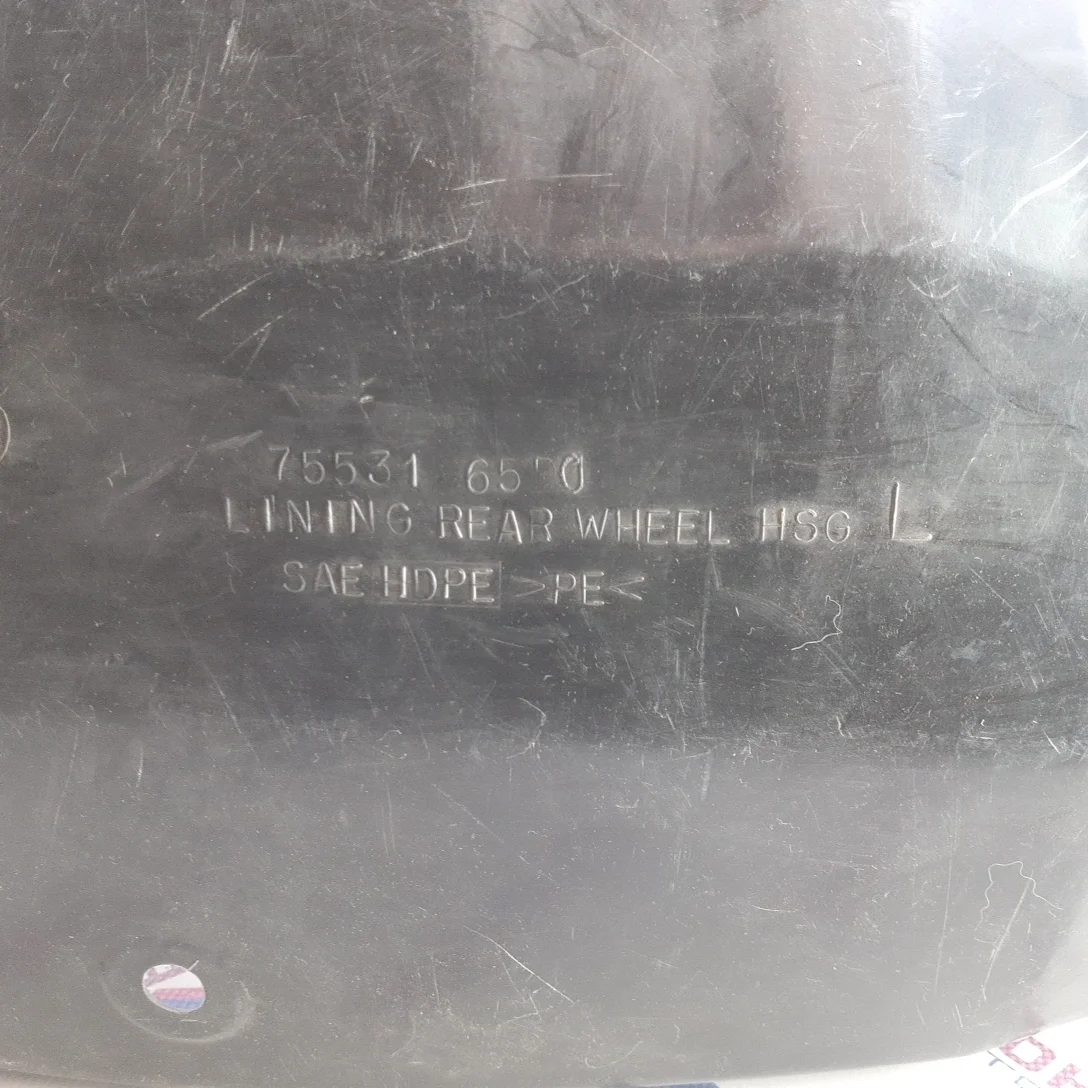 75531
LINING REAR WHEEL HSG L
SAE HDPE >PE<